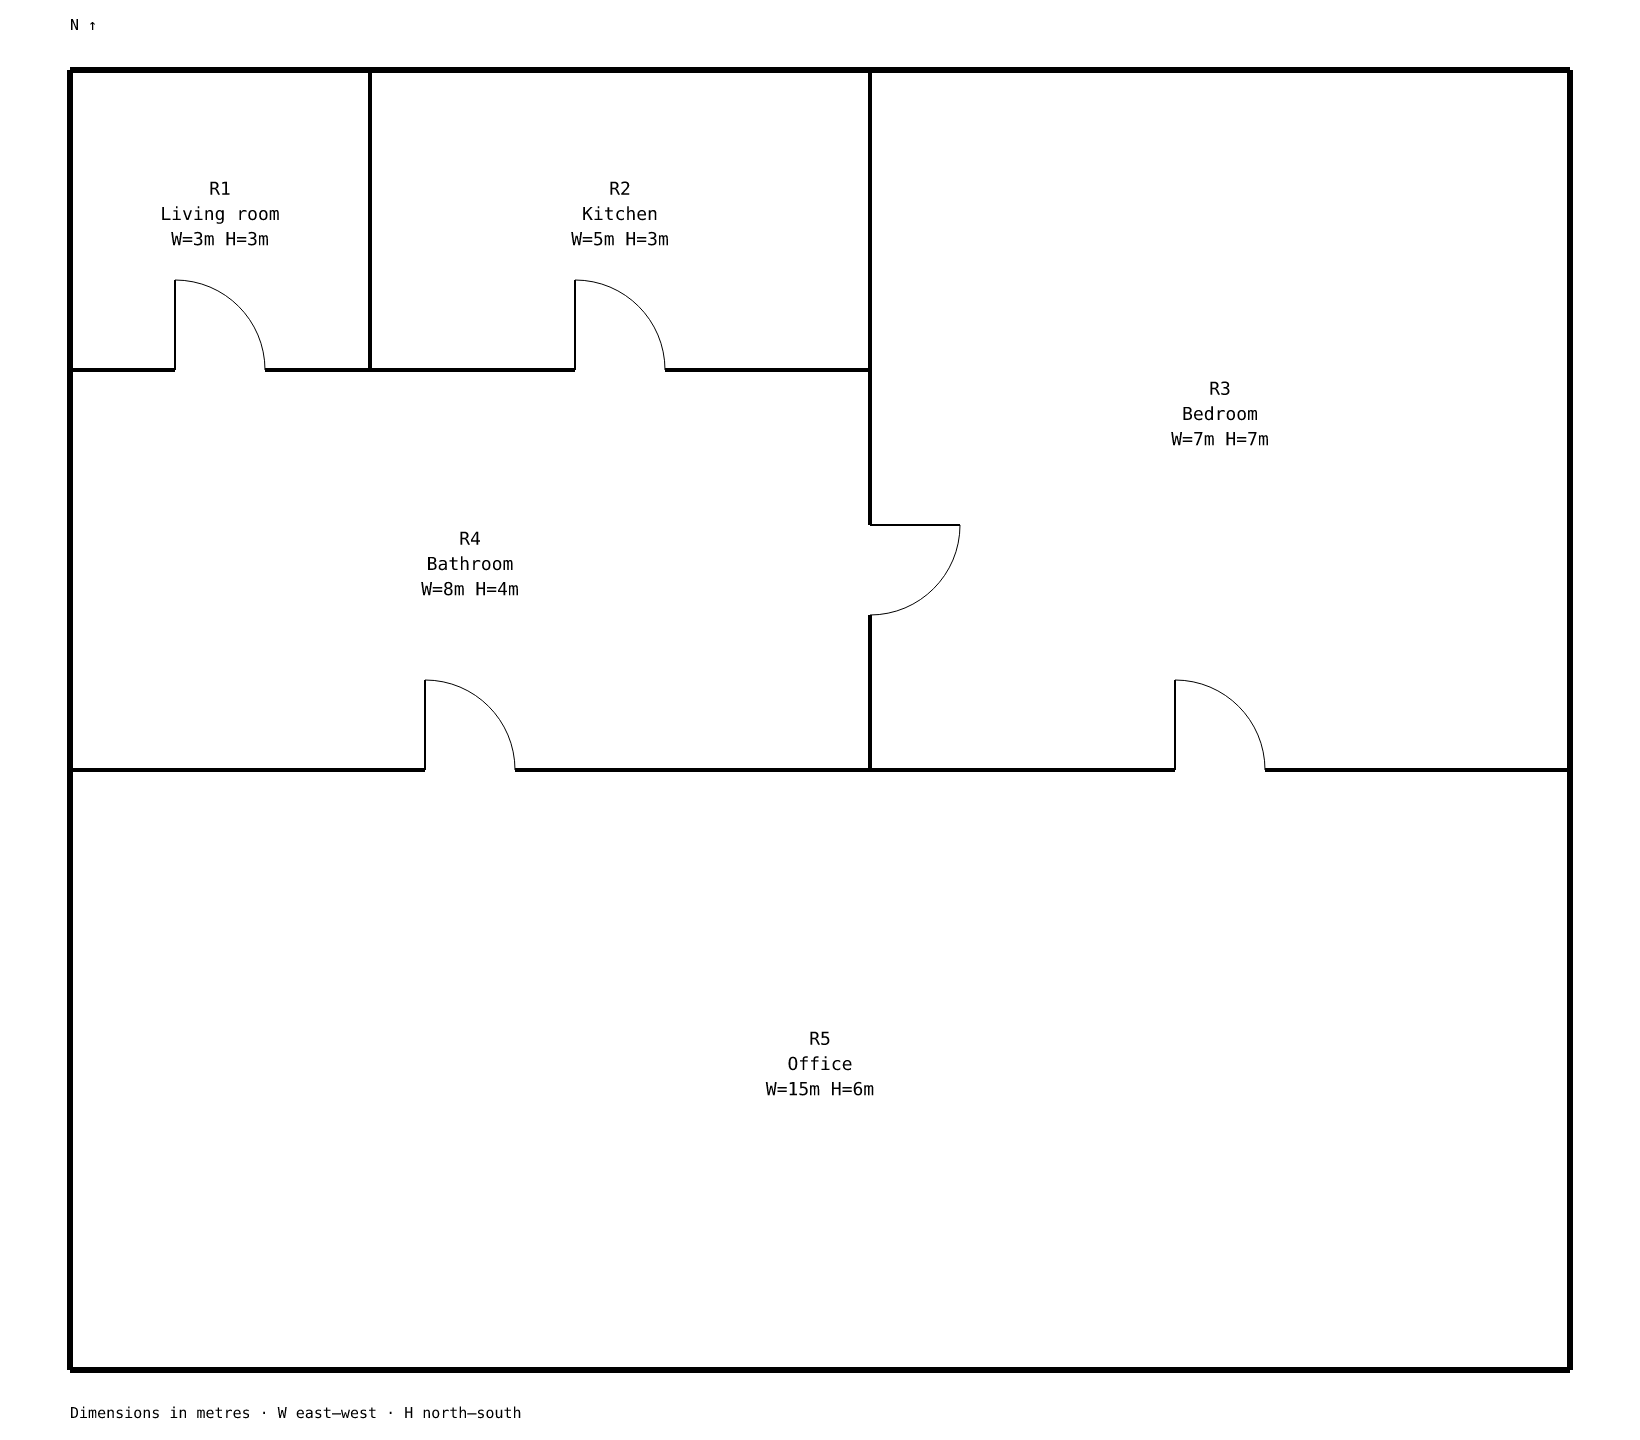 N ↑
R1
Living room
W=3m H=3m
R2
Kitchen
W=5m H=3m
R3
Bedroom
W=7m H=7m
R4
Bathroom
W=8m H=4m
R5
Office
W=15m H=6m
Dimensions in metres · W east–west · H north–south